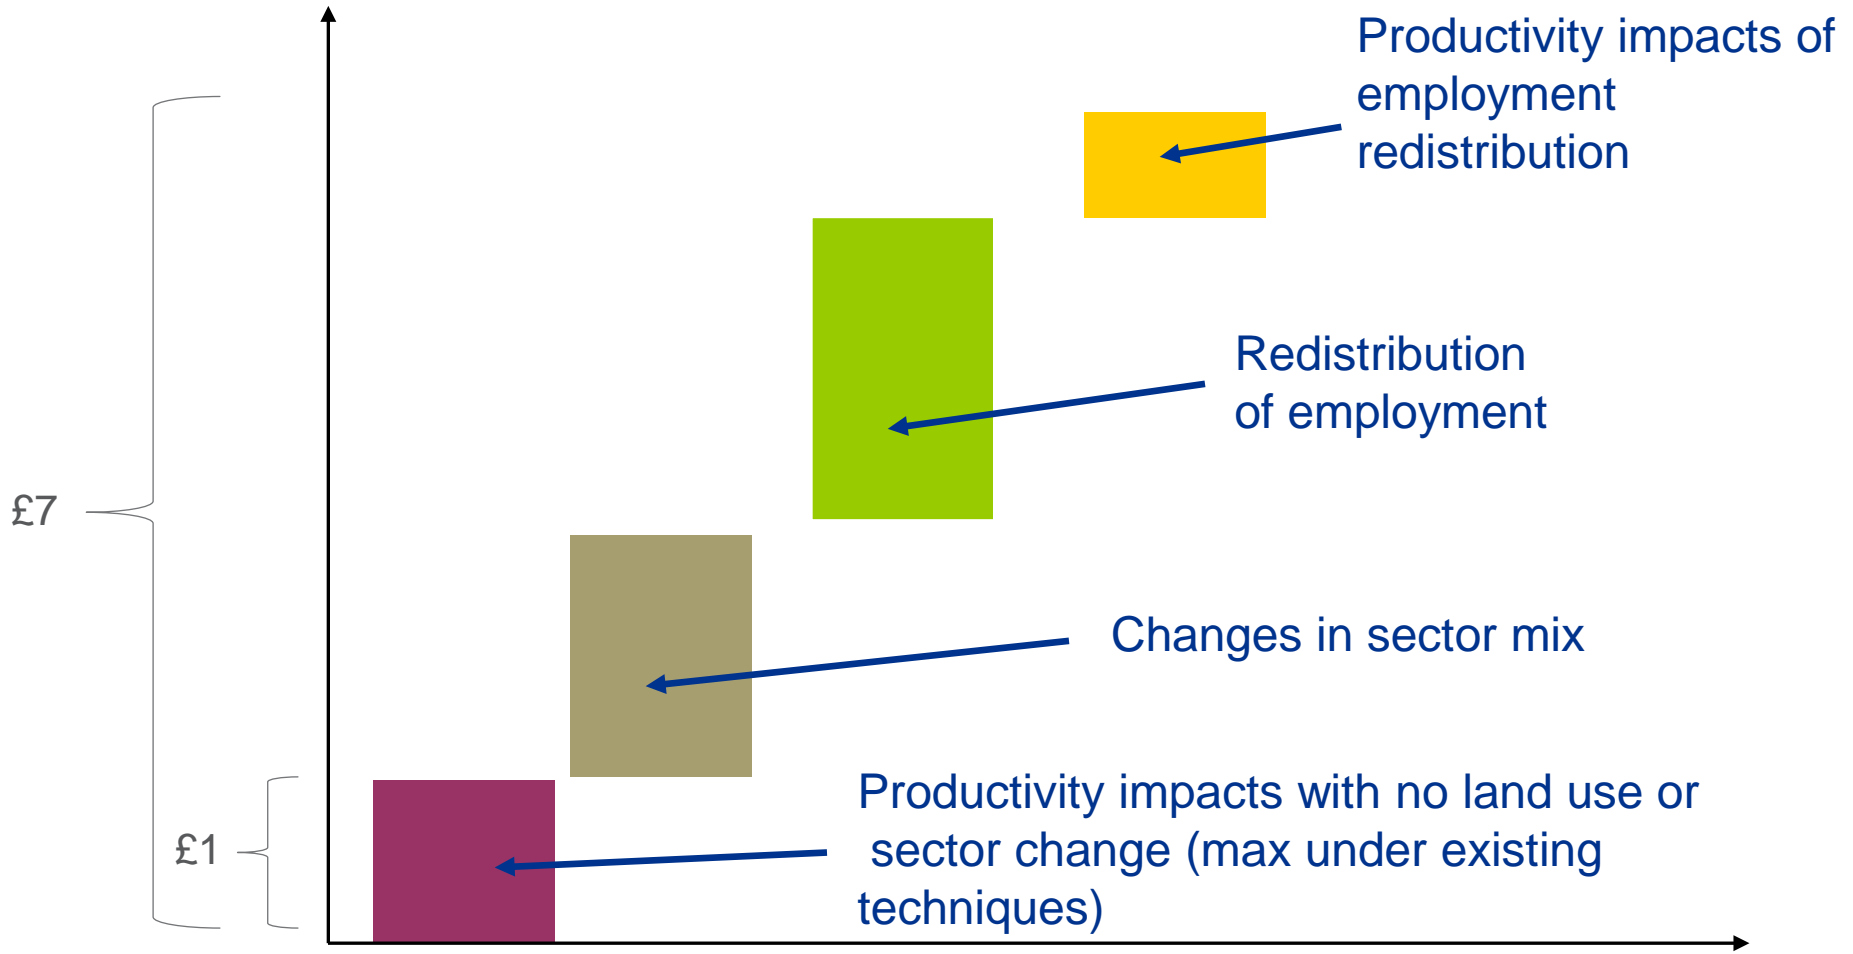 Productivity impacts of
employment
redistribution
Redistribution
of employment
£7
Changes in sector mix
Productivity impacts with no land use or
sector change (max under existing
techniques)
£1